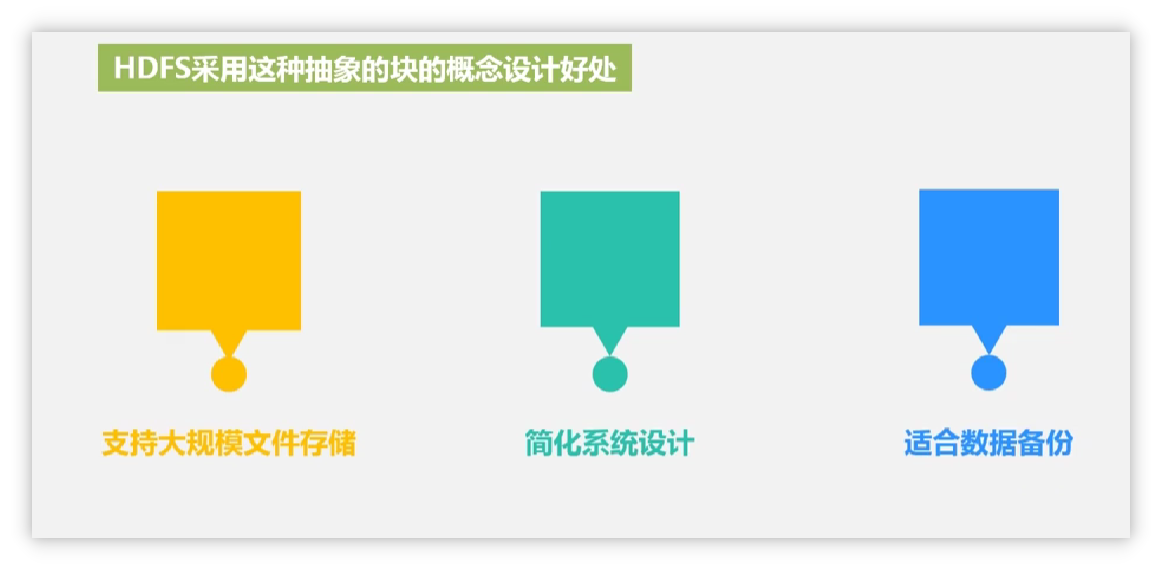 HDFS采用这种抽象的块的概念设计好处
支持大规模文件存储
简化系统设计
适合数据备份